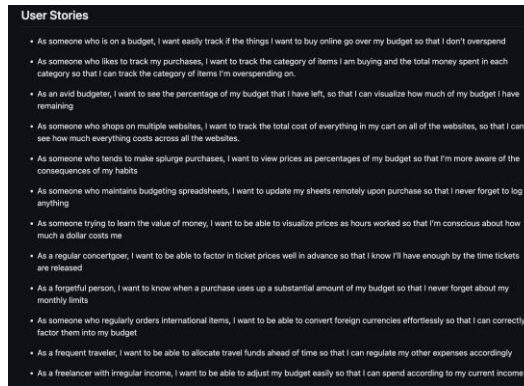 User Stories
• As someone who is on a budget, I want easily track if the things I want to buy online go over my budget so that I don't overspend
• As someone who likes to track my purchases, I want to track the category of items I am buying and the total money spent in each
category so that I can track the category of items I'm overspending on.
• As an avid budgeter, I want to see the percentage of my budget that I have left, so that I can visualize how much of my budget I have
remaining
• As someone who shops on multiple websites, I want to track the total cost of everything in my cart on all of the websites, so that I can
see how much everything costs across all the websites.
• As someone who tends to make splurge purchases, I want to view prices as percentages of my budget so that I'm more aware of the
consequences of my habits
• As someone who maintains budgeting spreadsheets, I want to update my sheets remotely upon purchase so that I never forget to log
anything
• As someone trying to learn the value of money, I want to be able to visualize prices as hours worked so that I'm conscious about how
much a dollar costs me
• As a regular concertgoer, I want to be able to factor in ticket prices well in advance so that I know I'll have enough by the time tickets
are released
• As a forgetful person, I want to know when a purchase uses up a substantial amount of my budget so that I never forget about my
monthly limits
• As someone who regularly orders international items, I want to be able to convert foreign currencies effortlessly so that I can correctly
factor them into my budget
• As a frequent traveler, I want to be able to allocate travel funds ahead of time so that I can regulate my other expenses accordingly
• As a freelancer with irregular income, I want to be able to adjust my budget easily so that I can spend according to my current income